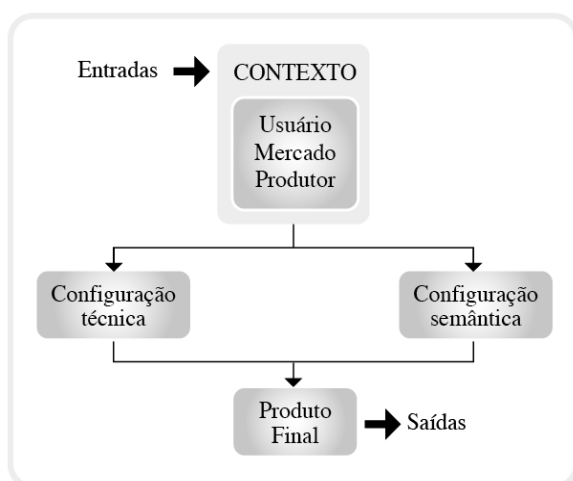 Entradas
CONTEXTO
Usuário
Mercado
Produtor
Configuração
técnica
Configuração
semântica
Produto
Final
Saídas